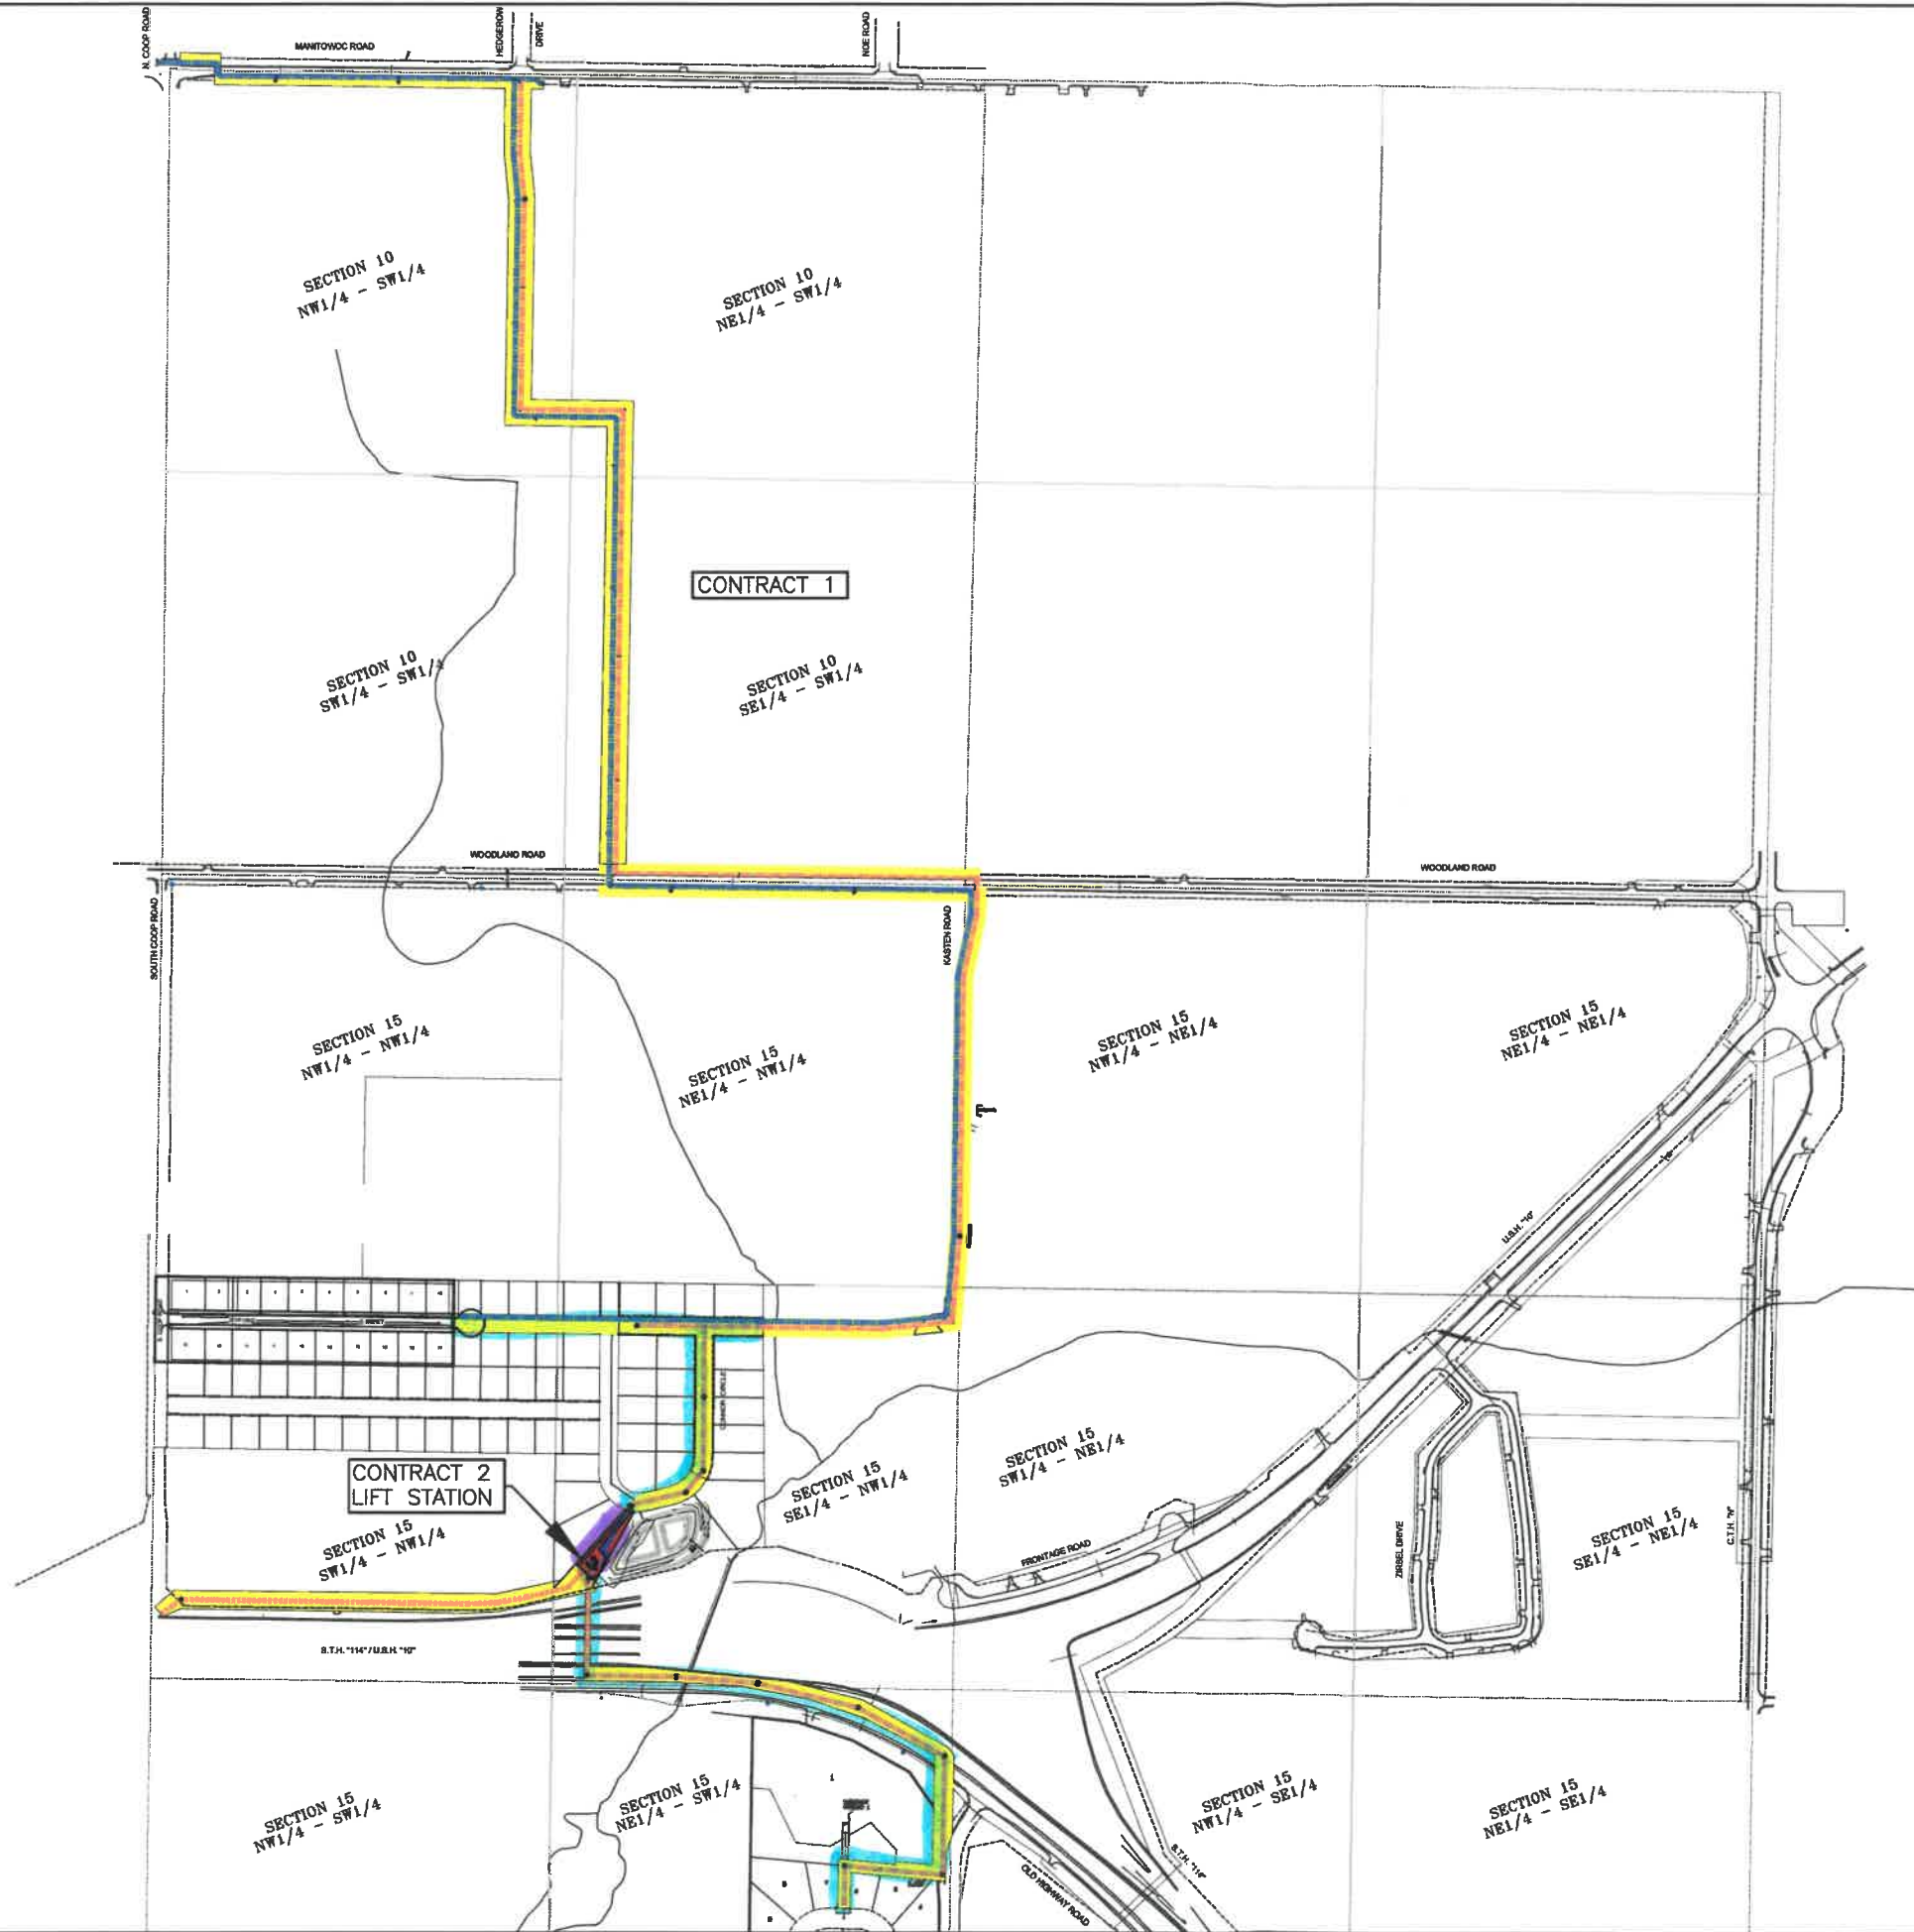 N. COOP ROAD
MANITOWOC ROAD
HEDGEROW
DRIVE
NOE ROAD
SECTION 10
NW1/4 - SW1/4
SECTION 10
NE1/4 - SW1/4
CONTRACT 1
SECTION 10
SW1/4 - SW1/4
SECTION 10
SE1/4 - SW1/4
WOODLAND ROAD
WOODLAND ROAD
SOUTH COOP ROAD
KASTEN ROAD
SECTION 15
NW1/4 - NW1/4
SECTION 15
NE1/4 - NW1/4
SECTION 15
NW1/4 - NE1/4
SECTION 15
NE1/4 - NE1/4
U.S.H. "10"
CONNOR CIRCLE
CONTRACT 2
LIFT STATION
SECTION 15
SW1/4 - NW1/4
SECTION 15
SE1/4 - NW1/4
SECTION 15
SW1/4 - NE1/4
FRONTAGE ROAD
ZIRBEL DRIVE
SECTION 15
SE1/4 - NE1/4
C.T.H. "N"
S.T.H. "114" / U.S.H. "10"
SECTION 15
NW1/4 - SW1/4
SECTION 15
NE1/4 - SW1/4
1
SECTION 15
NW1/4 - SE1/4
SECTION 15
NE1/4 - SE1/4
S.T.H. "114"
OLD HIGHWAY ROAD